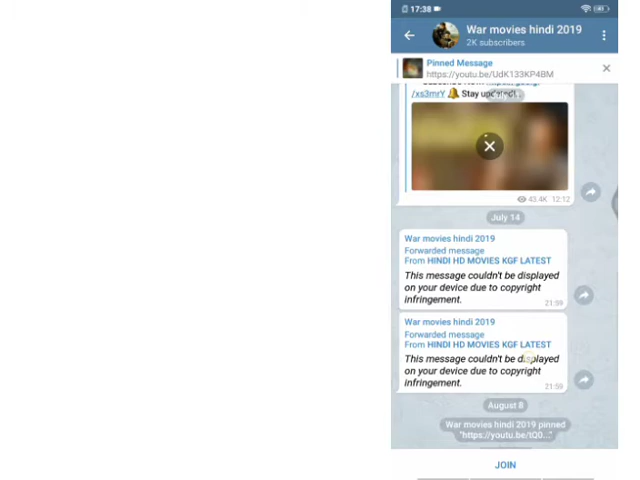 17:38
War movies hindi 2019
2K subscribers
Pinned Message
https://youtu.be/UdK133KP4BM
/xs3mrY 🔔 Stay updated!..
43.4K 12:12
July 14
War movies hindi 2019
Forwarded message
From HINDI HD MOVIES KGF LATEST
This message couldn't be displayed
on your device due to copyright
infringement.
21:59
War movies hindi 2019
Forwarded message
From HINDI HD MOVIES KGF LATEST
This message couldn't be displayed
on your device due to copyright
infringement.
21:59
August 8
War movies hindi 2019 pinned
"https://youtu.be/tQ0..."
JOIN